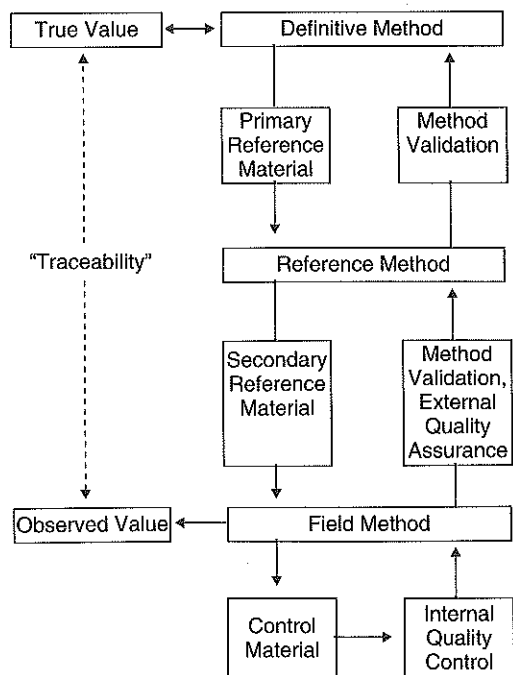 True Value
Definitive Method
Primary
Reference
Material
Method
Validation
"Traceability"
Reference Method
Secondary
Reference
Material
Method
Validation,
External
Quality
Assurance
Observed Value
Field Method
Control
Material
Internal
Quality
Control